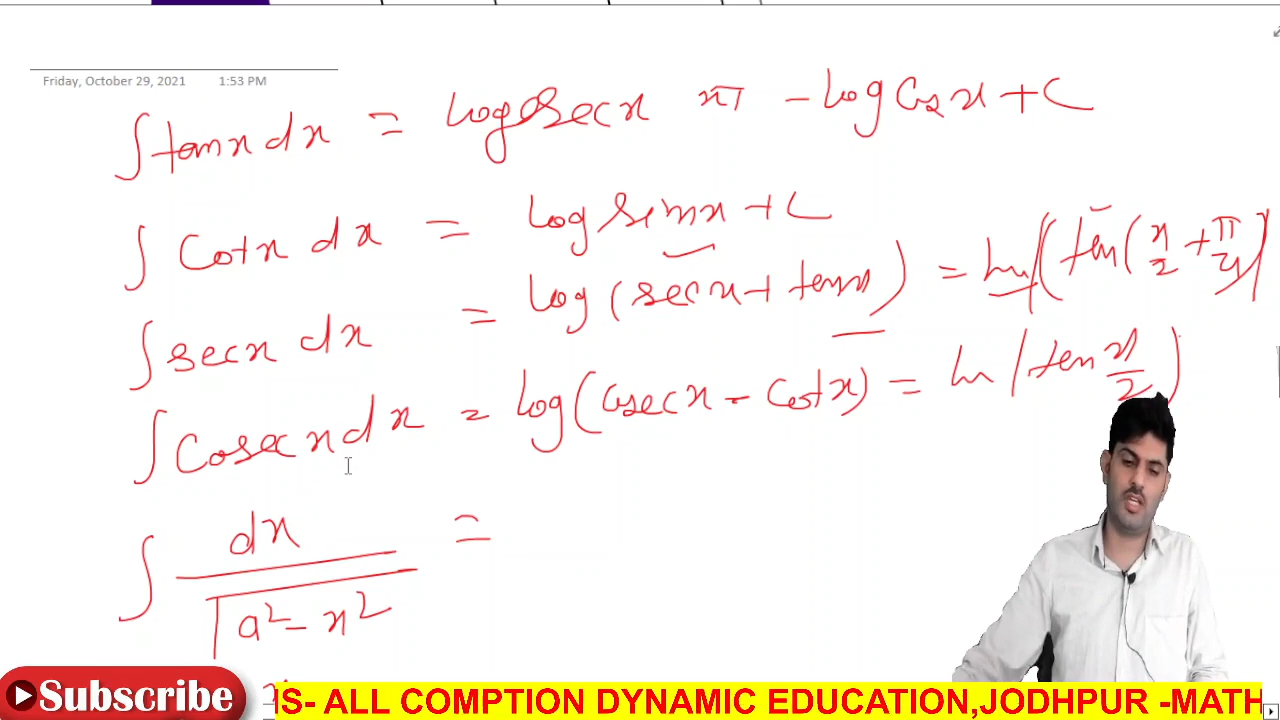 Friday, October 29, 2021 1:53 PM
∫tanx dx = log secx या -log Cosx + C
∫ Cotx dx = log sinx + C
∫ secx dx = log (secx + tanx) = ln |(tan(x/2 + π/4)|
∫ Cosec x dx = log(Cosecx - Cotx) = ln |tan x/2)
∫ dx/√a²-x² =
Subscribe
IS- ALL COMPTION DYNAMIC EDUCATION,JODHPUR -MATH